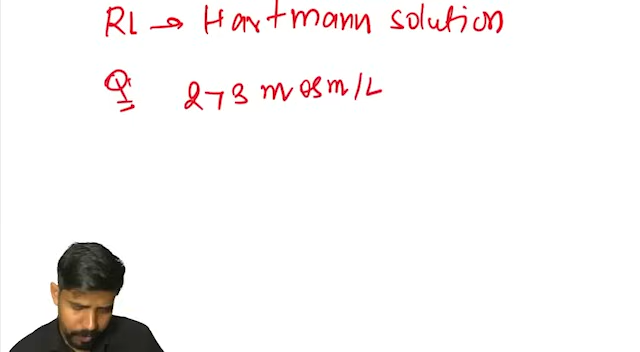 RL → Hartmann solution
Q 273 mosm/L